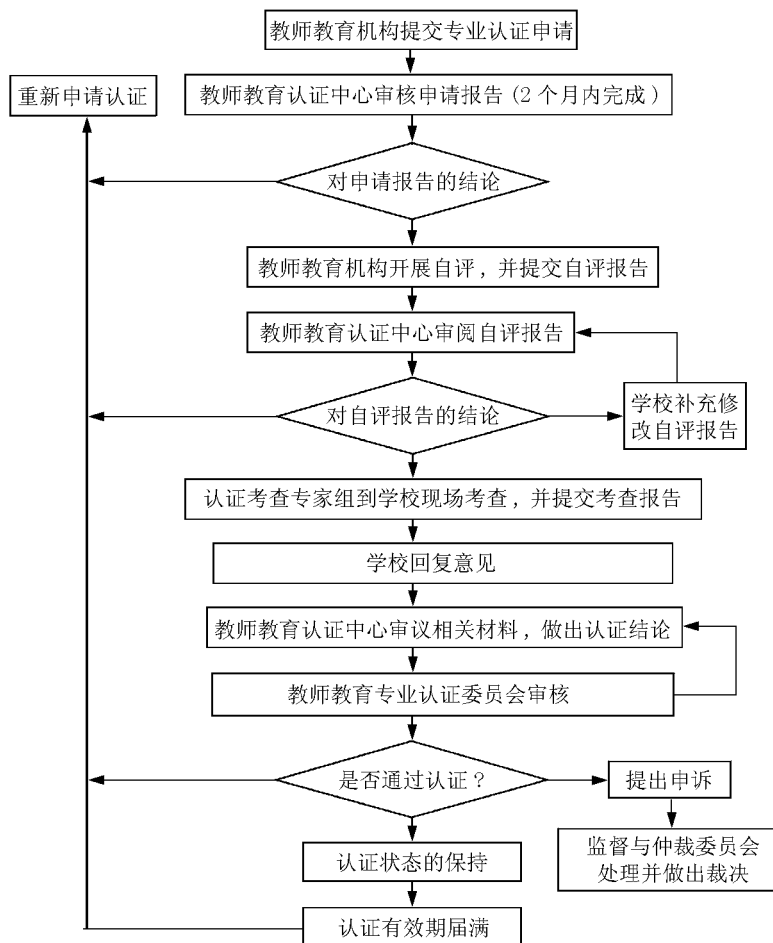 教师教育机构提交专业认证申请
重新申请认证
教师教育认证中心审核申请报告(2个月内完成)
对申请报告的结论
教师教育机构开展自评,并提交自评报告
教师教育认证中心审阅自评报告
对自评报告的结论
学校补充修
改自评报告
认证考查专家组到学校现场考查,并提交考查报告
学校回复意见
教师教育认证中心审议相关材料,做出认证结论
教师教育专业认证委员会审核
是否通过认证?
提出申诉
认证状态的保持
监督与仲裁委员会
处理并做出裁决
认证有效期届满